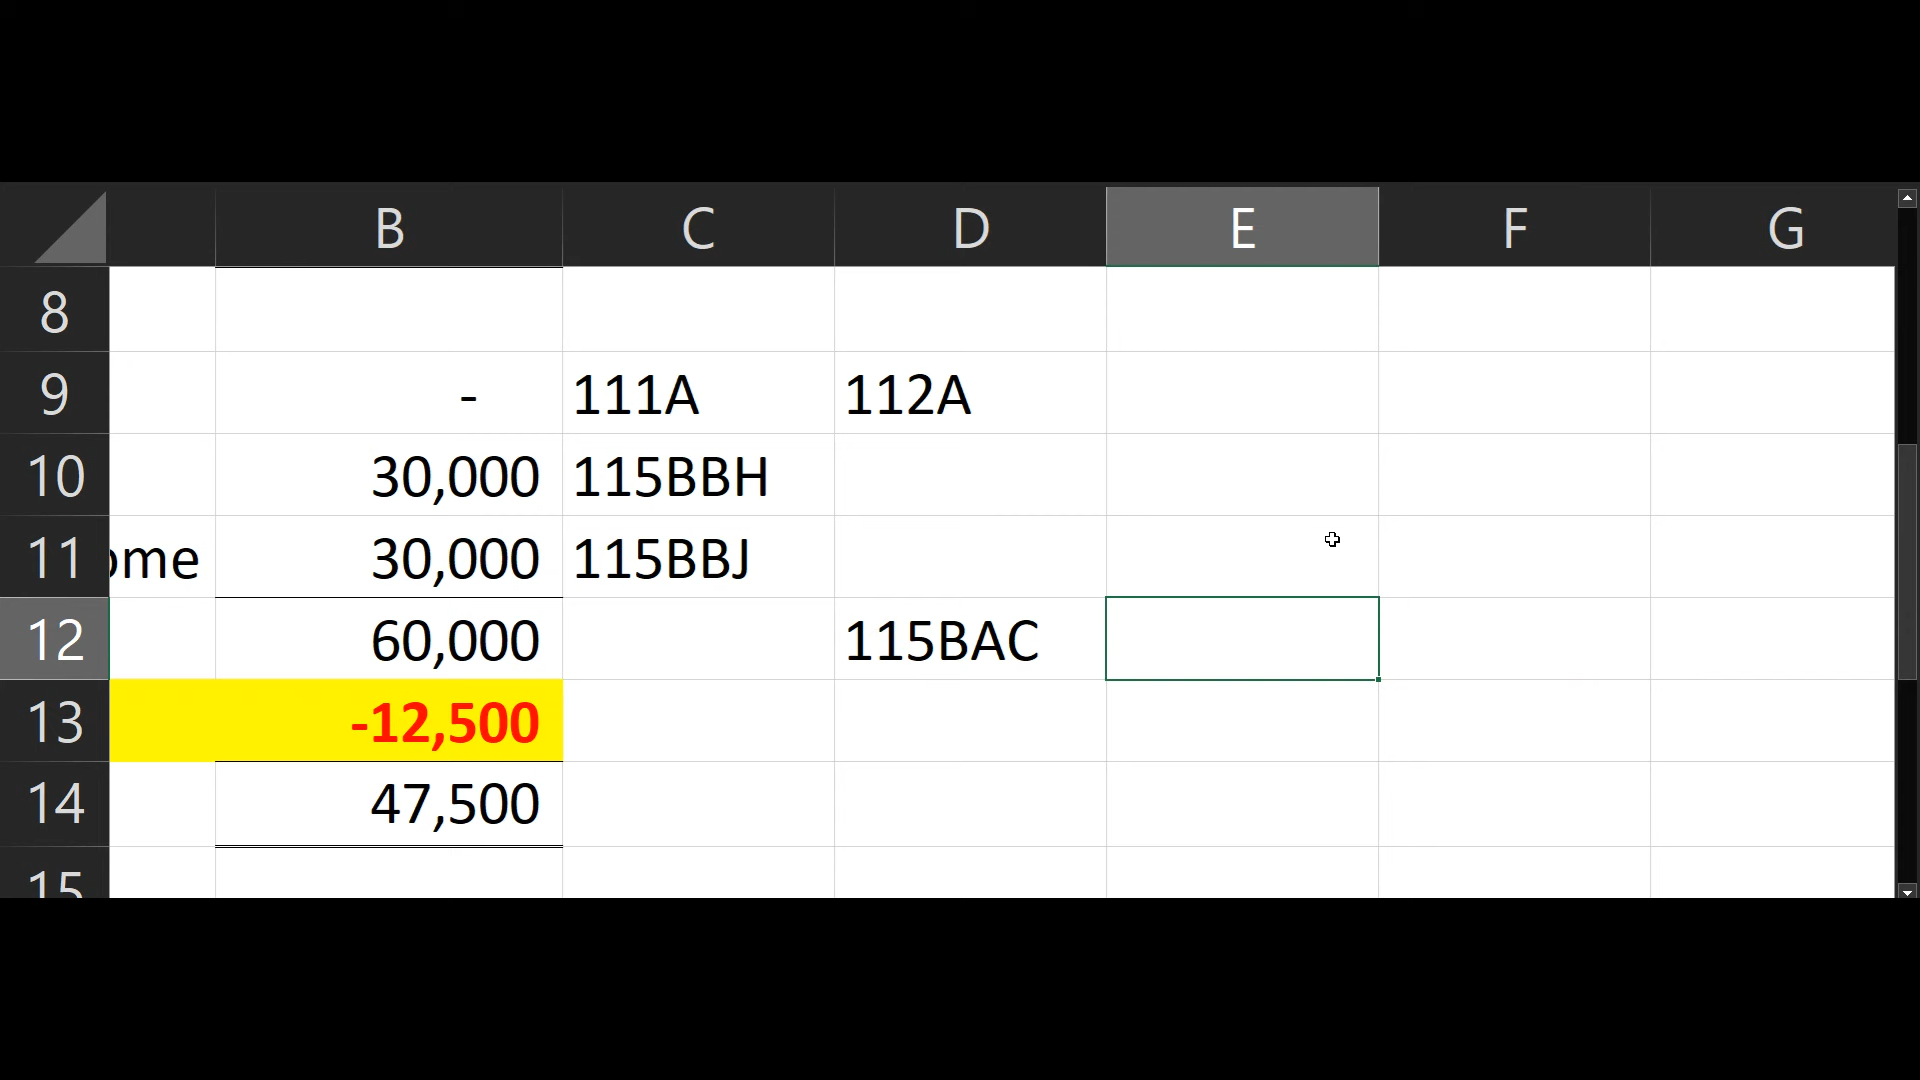 B C D E F G
8
9 - 111A 112A
10 30,000 115BBH
11 ome 30,000 115BBJ
12 60,000 115BAC
13 -12,500
14 47,500
15